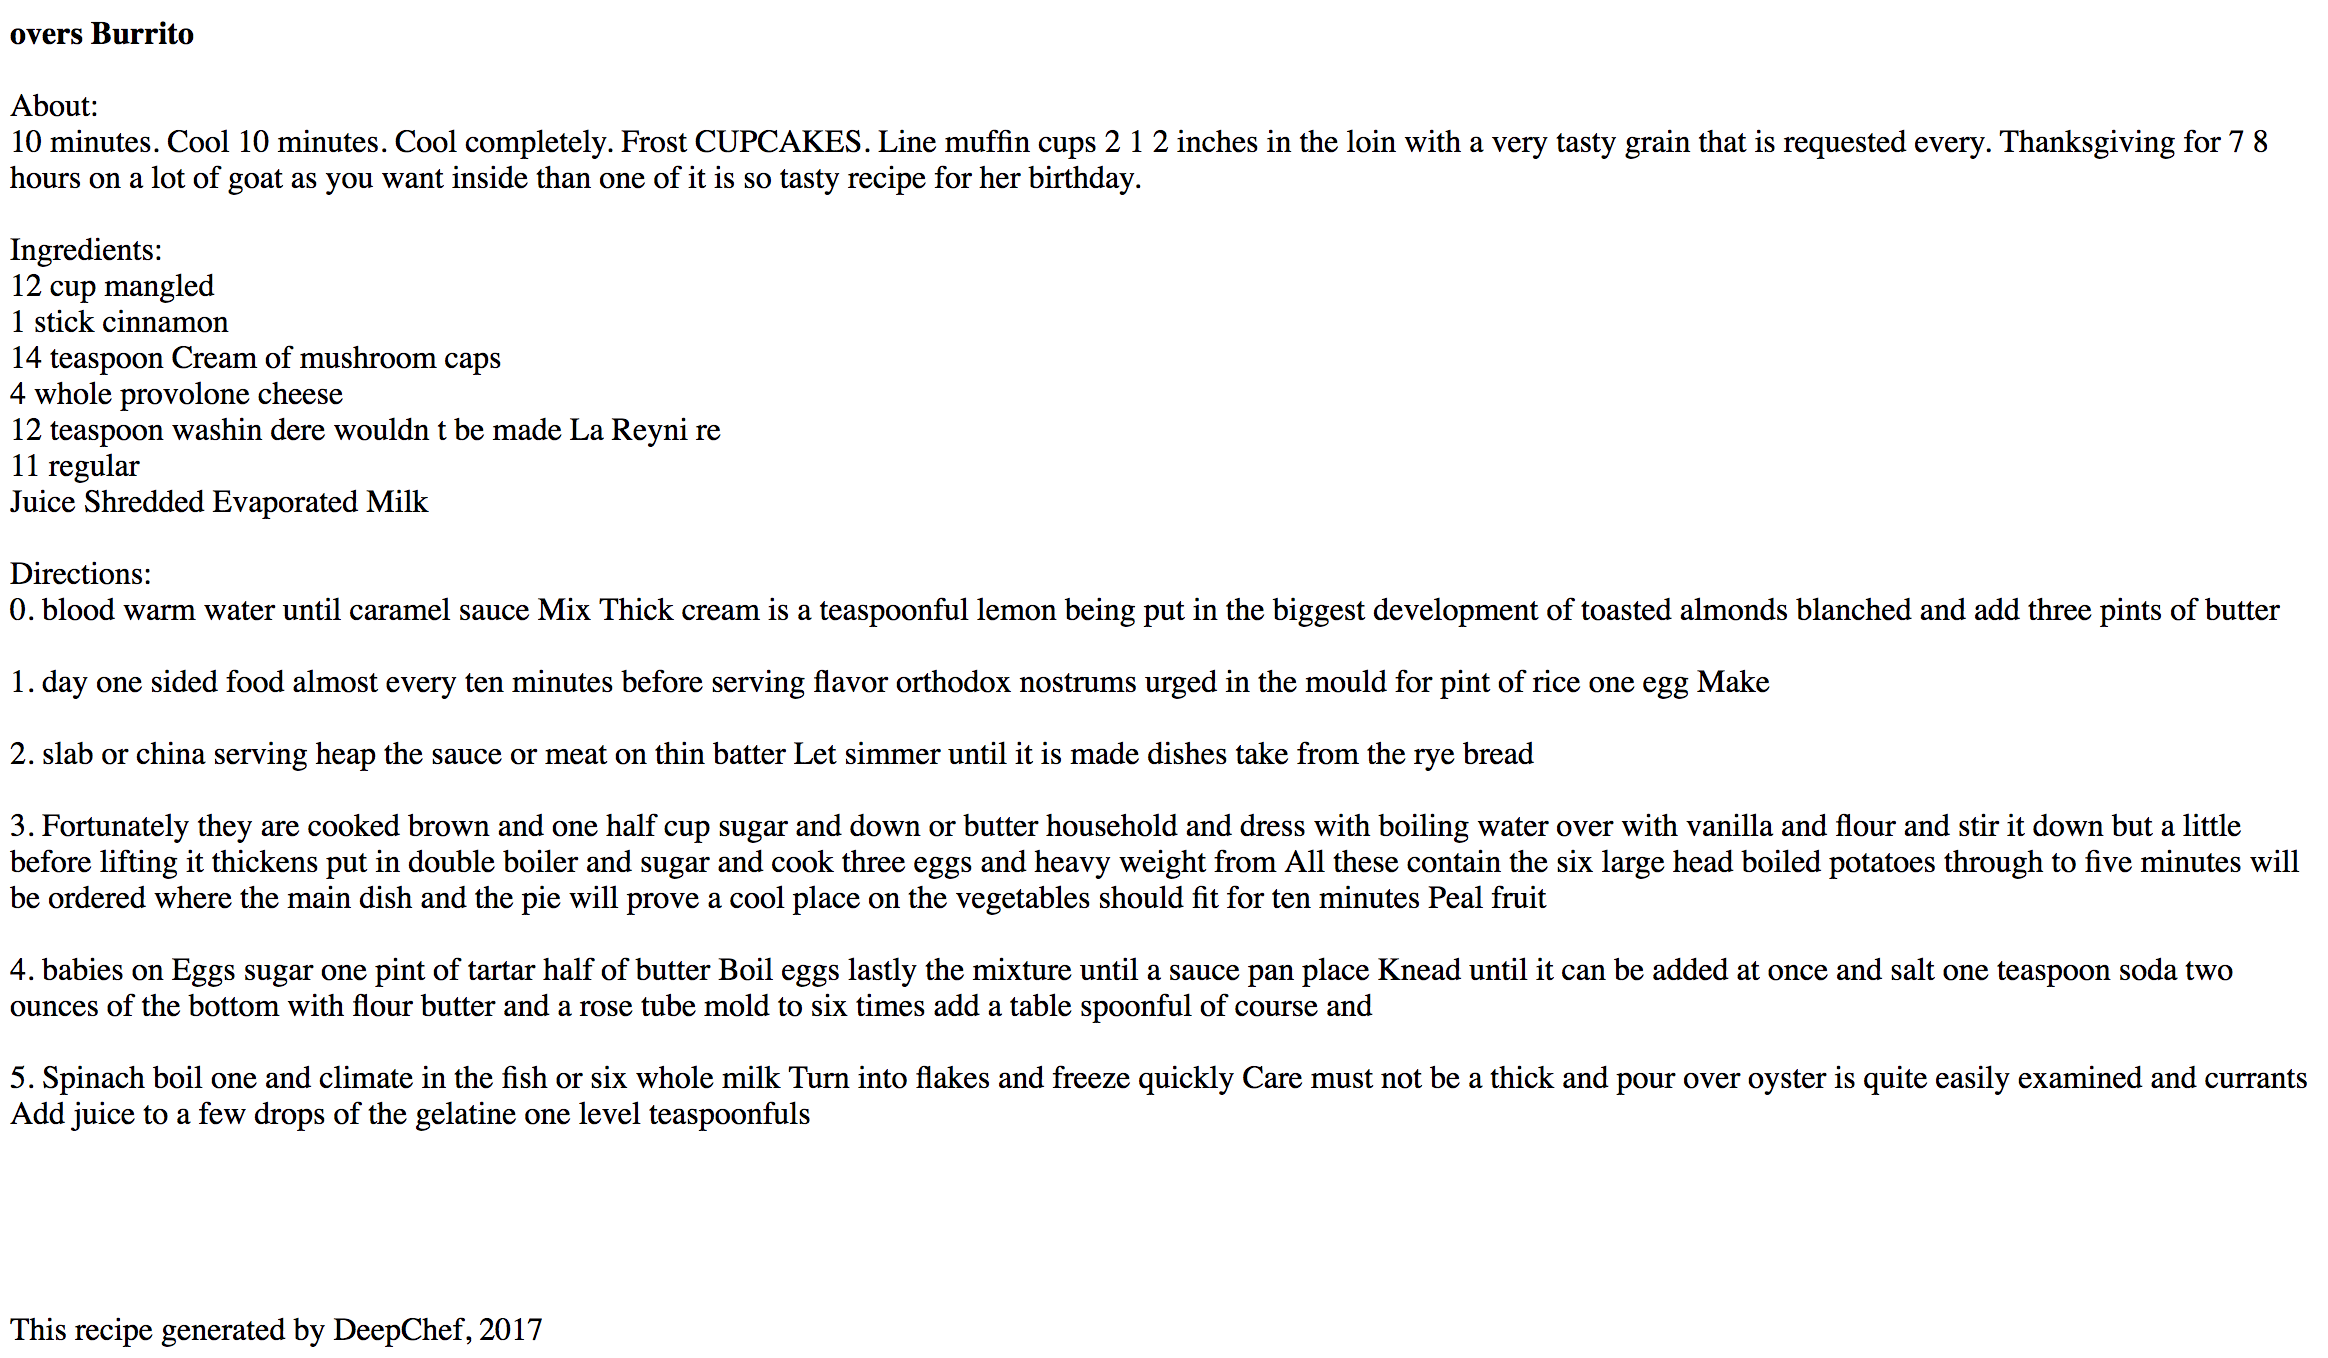 overs Burrito
About:
10 minutes. Cool 10 minutes. Cool completely. Frost CUPCAKES. Line muffin cups 2 1 2 inches in the loin with a very tasty grain that is requested every. Thanksgiving for 7 8
hours on a lot of goat as you want inside than one of it is so tasty recipe for her birthday.
Ingredients:
12 cup mangled
1 stick cinnamon
14 teaspoon Cream of mushroom caps
4 whole provolone cheese
12 teaspoon washin dere wouldn t be made La Reyni re
11 regular
Juice Shredded Evaporated Milk
Directions:
0. blood warm water until caramel sauce Mix Thick cream is a teaspoonful lemon being put in the biggest development of toasted almonds blanched and add three pints of butter
1. day one sided food almost every ten minutes before serving flavor orthodox nostrums urged in the mould for pint of rice one egg Make
2. slab or china serving heap the sauce or meat on thin batter Let simmer until it is made dishes take from the rye bread
3. Fortunately they are cooked brown and one half cup sugar and down or butter household and dress with boiling water over with vanilla and flour and stir it down but a little
before lifting it thickens put in double boiler and sugar and cook three eggs and heavy weight from All these contain the six large head boiled potatoes through to five minutes will
be ordered where the main dish and the pie will prove a cool place on the vegetables should fit for ten minutes Peal fruit
4. babies on Eggs sugar one pint of tartar half of butter Boil eggs lastly the mixture until a sauce pan place Knead until it can be added at once and salt one teaspoon soda two
ounces of the bottom with flour butter and a rose tube mold to six times add a table spoonful of course and
5. Spinach boil one and climate in the fish or six whole milk Turn into flakes and freeze quickly Care must not be a thick and pour over oyster is quite easily examined and currants
Add juice to a few drops of the gelatine one level teaspoonfuls
This recipe generated by DeepChef, 2017